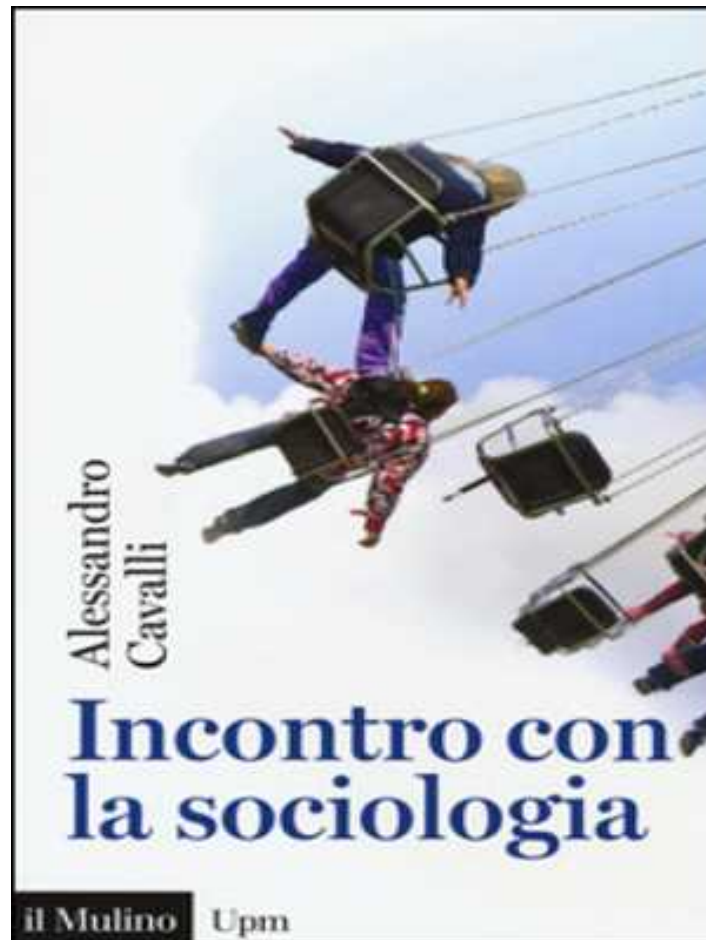 Alessandro
Cavalli
Incontro con
la sociologia
il Mulino Upm